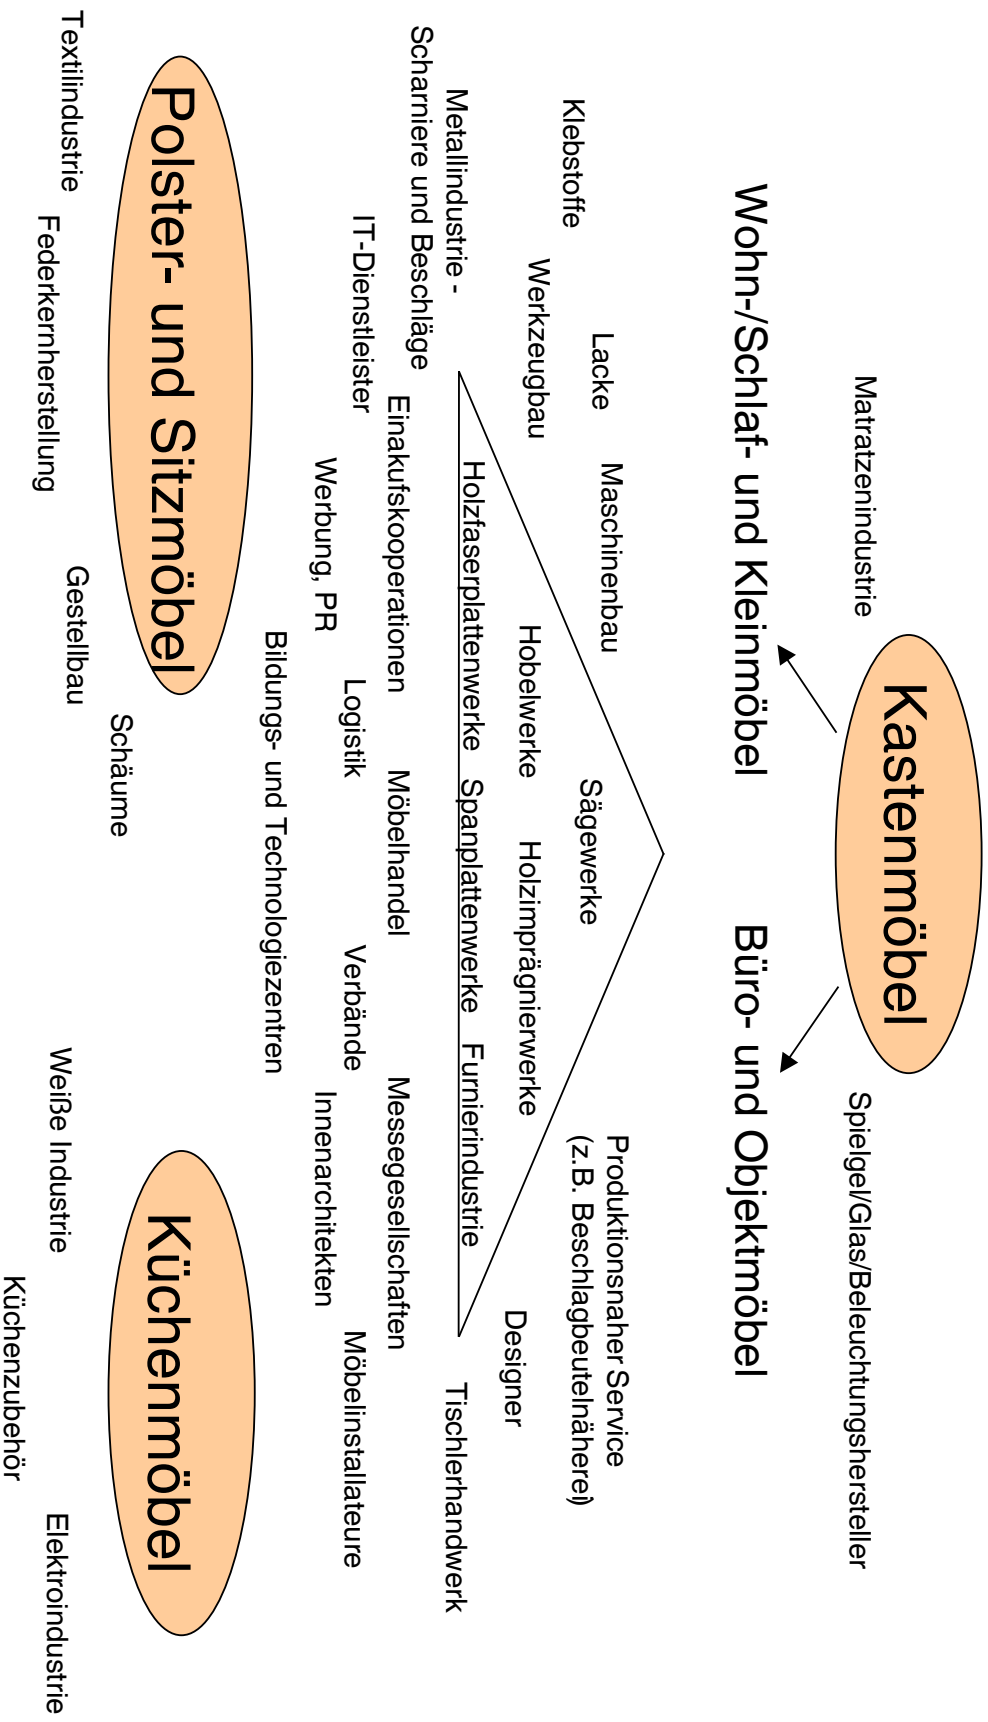 Kastenmöbel
Matratzenindustrie
Spielgel/Glas/Beleuchtungshersteller
Wohn-/Schlaf- und Kleinmöbel
Büro- und Objektmöbel
Lacke
Maschinenbau
Produktionsnaher Service
(z.B. Beschlagbeutelnäherei)
Klebstoffe
Sägewerke
Werkzeugbau
Hobelwerke
Holzimprägnierwerke
Designer
Metallindustrie -
Scharniere und Beschläge
Holzfaserplattenwerke
Spanplattenwerke
Furnierindustrie
Tischlerhandwerk
Einakufskooperationen
Möbelhandel
Messegesellschaften
IT-Dienstleister
Logistik
Verbände
Möbelinstallateure
Werbung, PR
Innenarchitekten
Bildungs- und Technologiezentren
Polster- und Sitzmöbel
Küchenmöbel
Schäume
Textilindustrie
Gestellbau
Weiße Industrie
Federkernherstellung
Elektroindustrie
Küchenzubehör